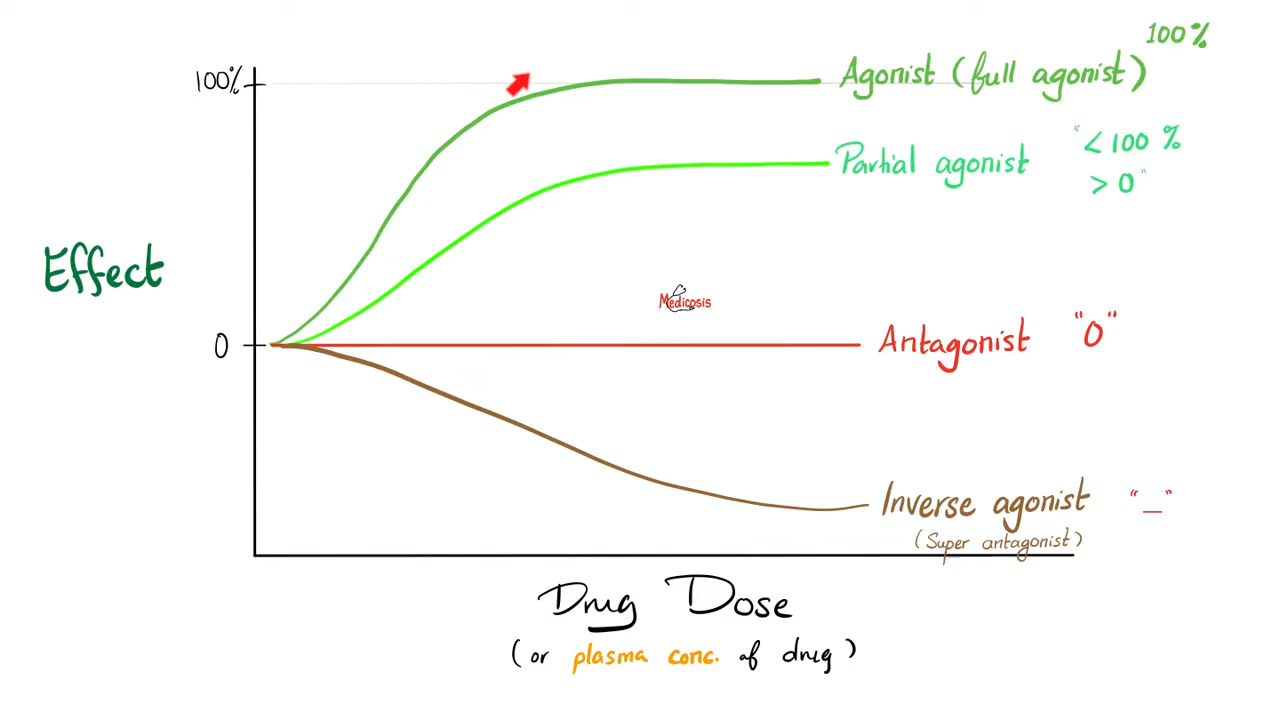 100%
100% Agonist (full agonist)
Partial agonist "< 100 %
> 0"
Effect
Medicosis
0 Antagonist "0"
Inverse agonist "_"
(Super antagonist)
Drug Dose
(or plasma conc. of drug)